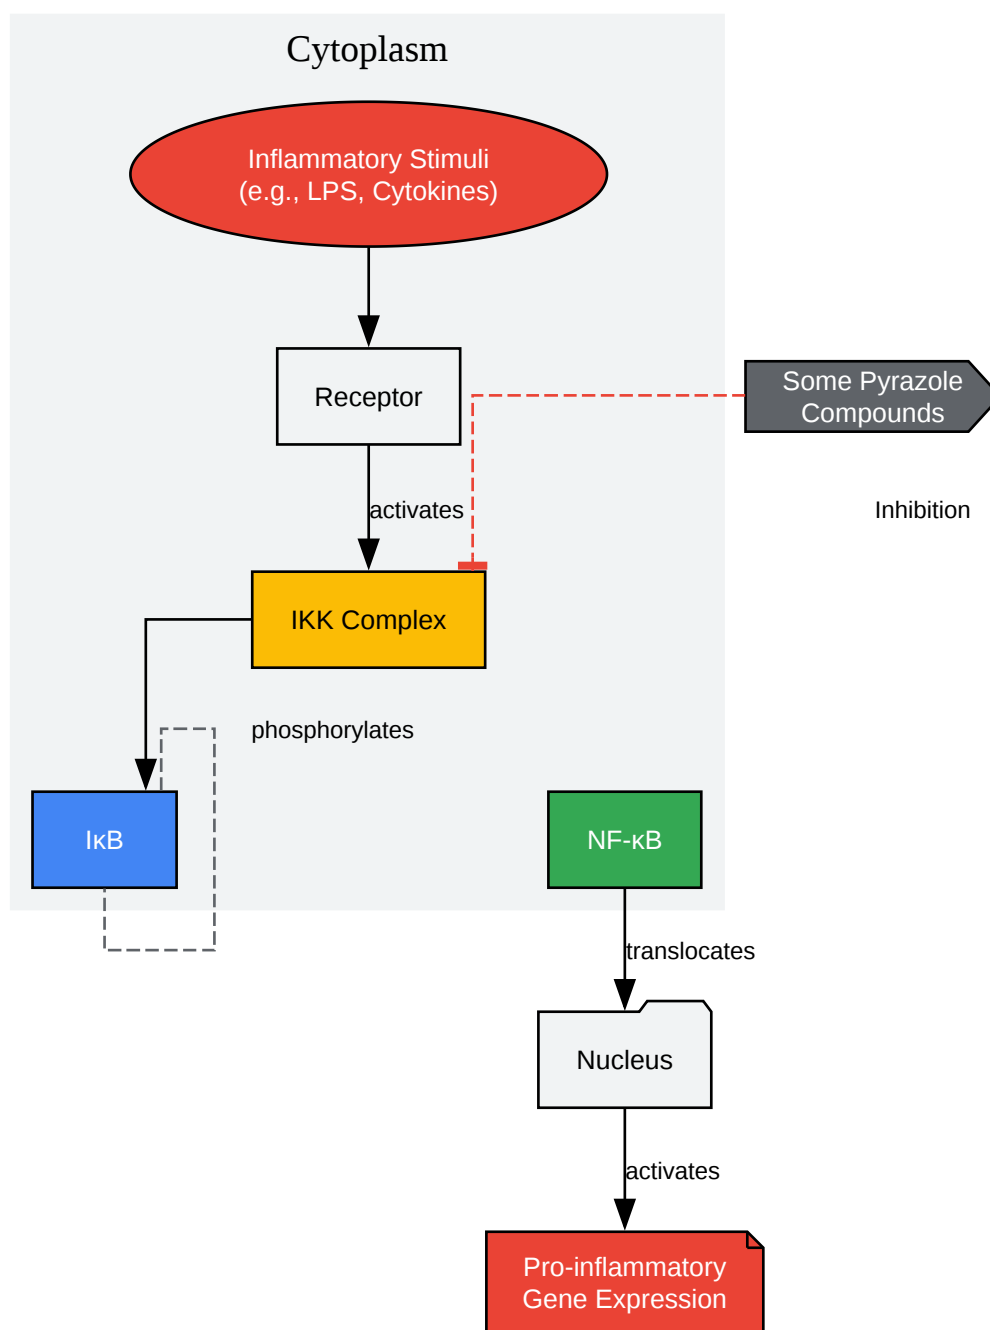 Cytoplasm
Inflammatory Stimuli
(e.g., LPS, Cytokines)
Receptor
Some Pyrazole
Compounds
activates
Inhibition
IKK Complex
phosphorylates
IκB
NF-κB
translocates
Nucleus
activates
Pro-inflammatory
Gene Expression